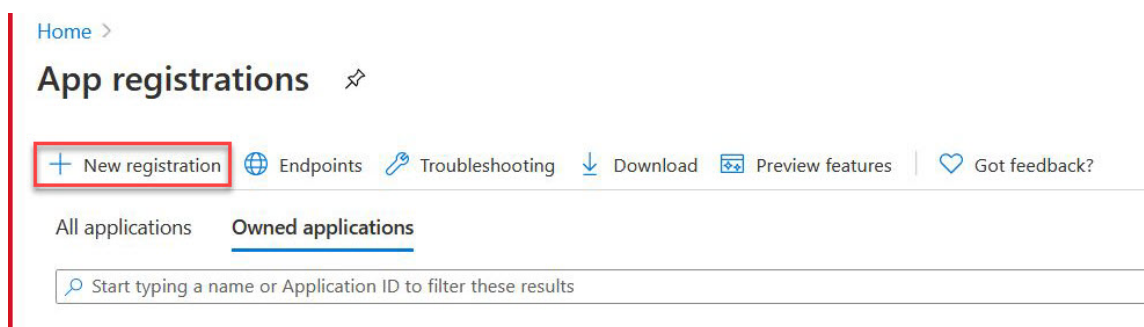 Home >
App registrations
+ New registration Endpoints Troubleshooting Download Preview features Got feedback?
All applications Owned applications
Start typing a name or Application ID to filter these results